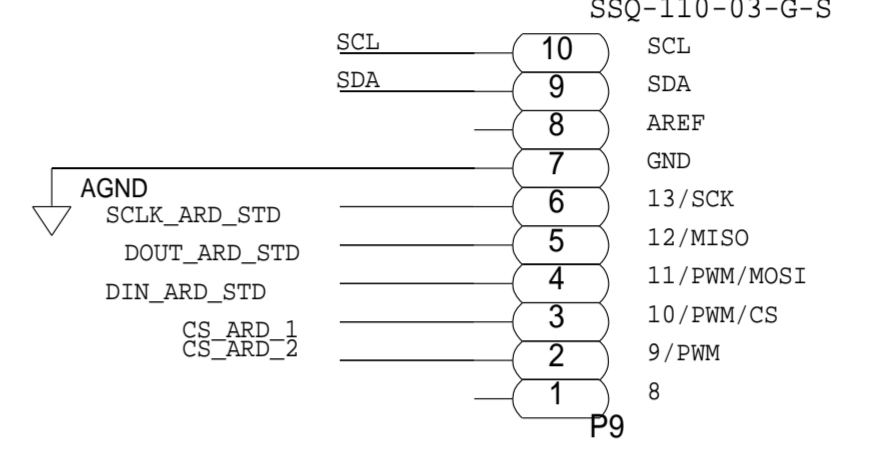 SSQ-110-03-G-S
SCL 10 SCL
SDA 9 SDA
8 AREF
7 GND
AGND
SCLK_ARD_STD 6 13/SCK
DOUT_ARD_STD 5 12/MISO
DIN_ARD_STD 4 11/PWM/MOSI
CS_ARD_1 3 10/PWM/CS
CS_ARD_2 2 9/PWM
1 8
P9